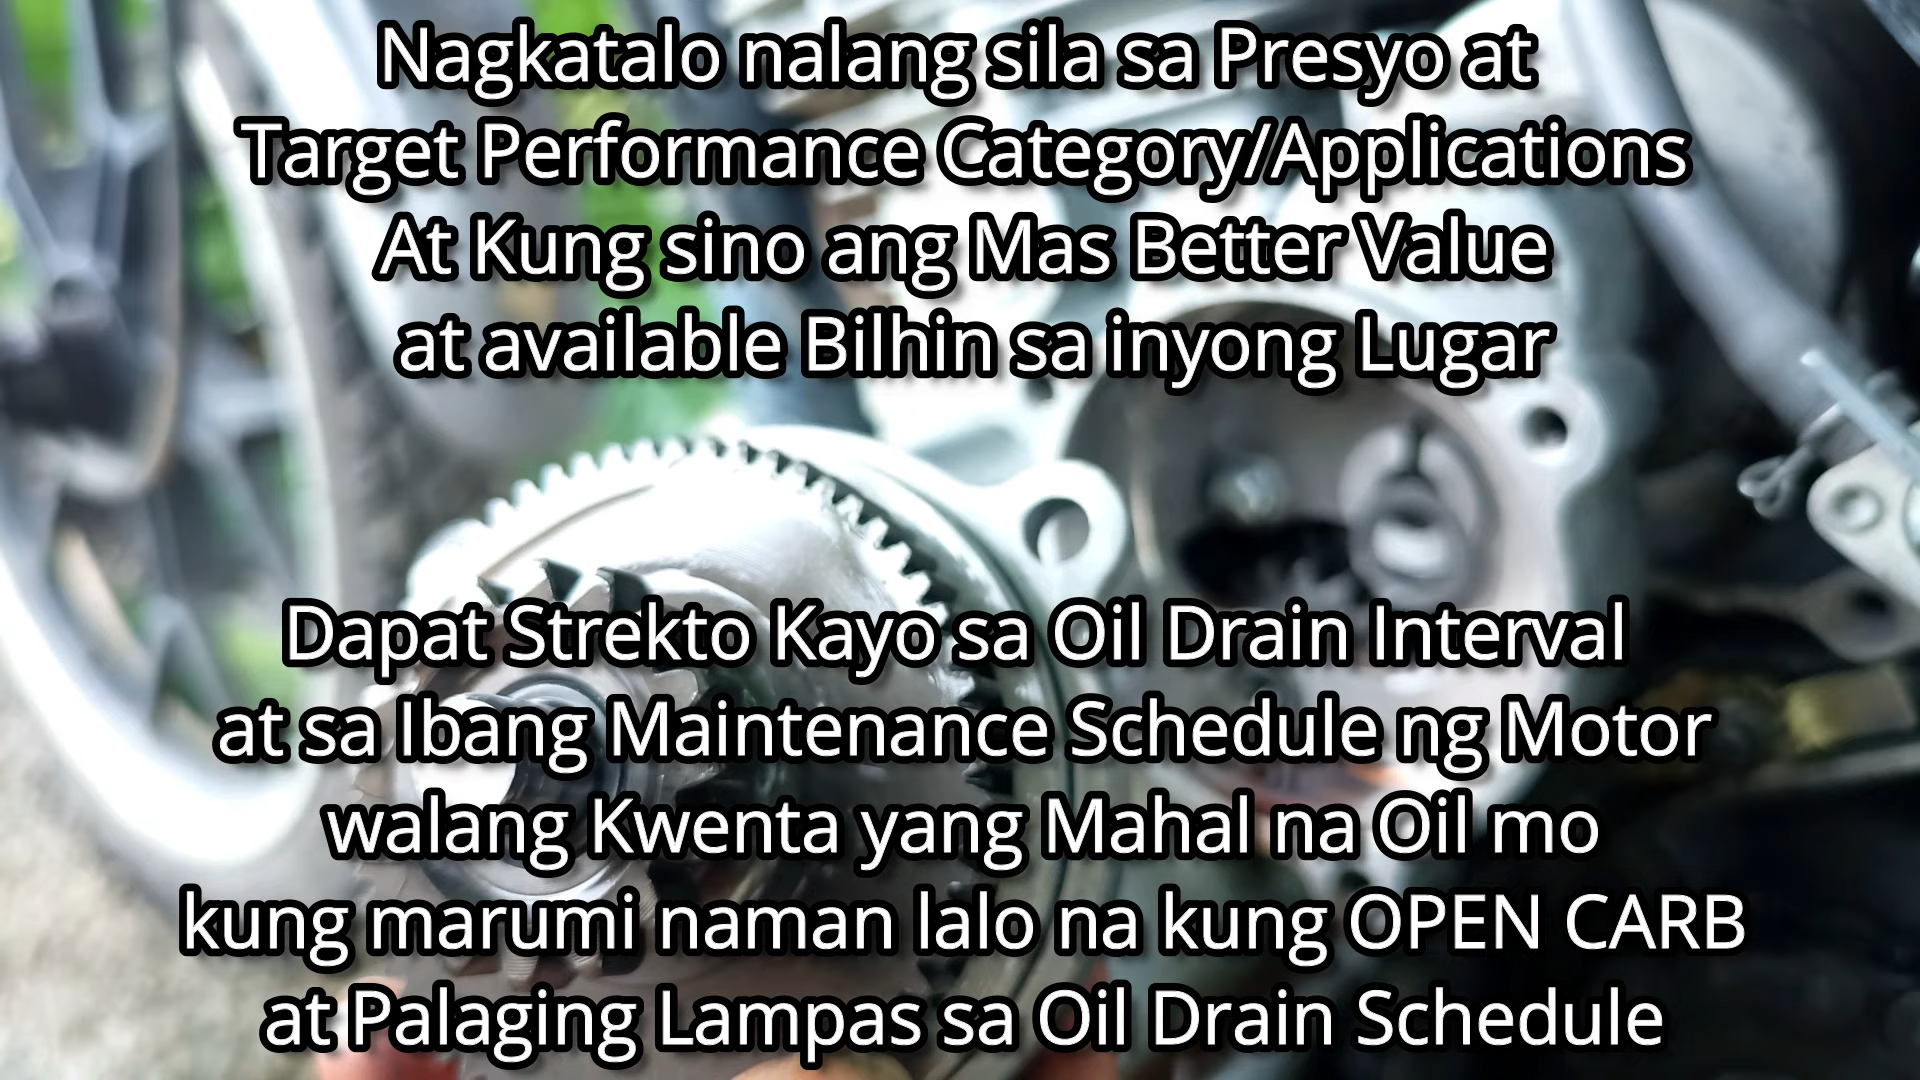 Nagkatalo nalang sila sa Presyo at
Target Performance Category/Applications
At Kung sino ang Mas Better Value
at available Bilhin sa inyong Lugar
Dapat Strekto Kayo sa Oil Drain Interval
at sa Ibang Maintenance Schedule ng Motor
walang Kwenta yang Mahal na Oil mo
kung marumi naman lalo na kung OPEN CARB
at Palaging Lampas sa Oil Drain Schedule